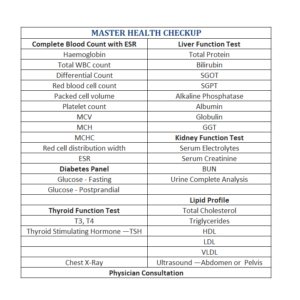 MASTER HEALTH CHECKUP
Complete Blood Count with ESR Liver Function Test
Haemoglobin Total Protein
Total WBC count Bilirubin
Differential Count SGOT
Red blood cell count SGPT
Packed cell volume Alkaline Phosphatase
Platelet count Albumin
MCV Globulin
MCH GGT
MCHC Kidney Function Test
Red cell distribution width Serum Electrolytes
ESR Serum Creatinine
Diabetes Panel BUN
Glucose - Fasting Urine Complete Analysis
Glucose - Postprandial
Lipid Profile
Thyroid Function Test Total Cholesterol
T3, T4 Triglycerides
Thyroid Stimulating Hormone —TSH HDL
LDL
VLDL
Chest X-Ray Ultrasound —Abdomen or Pelvis
Physician Consultation